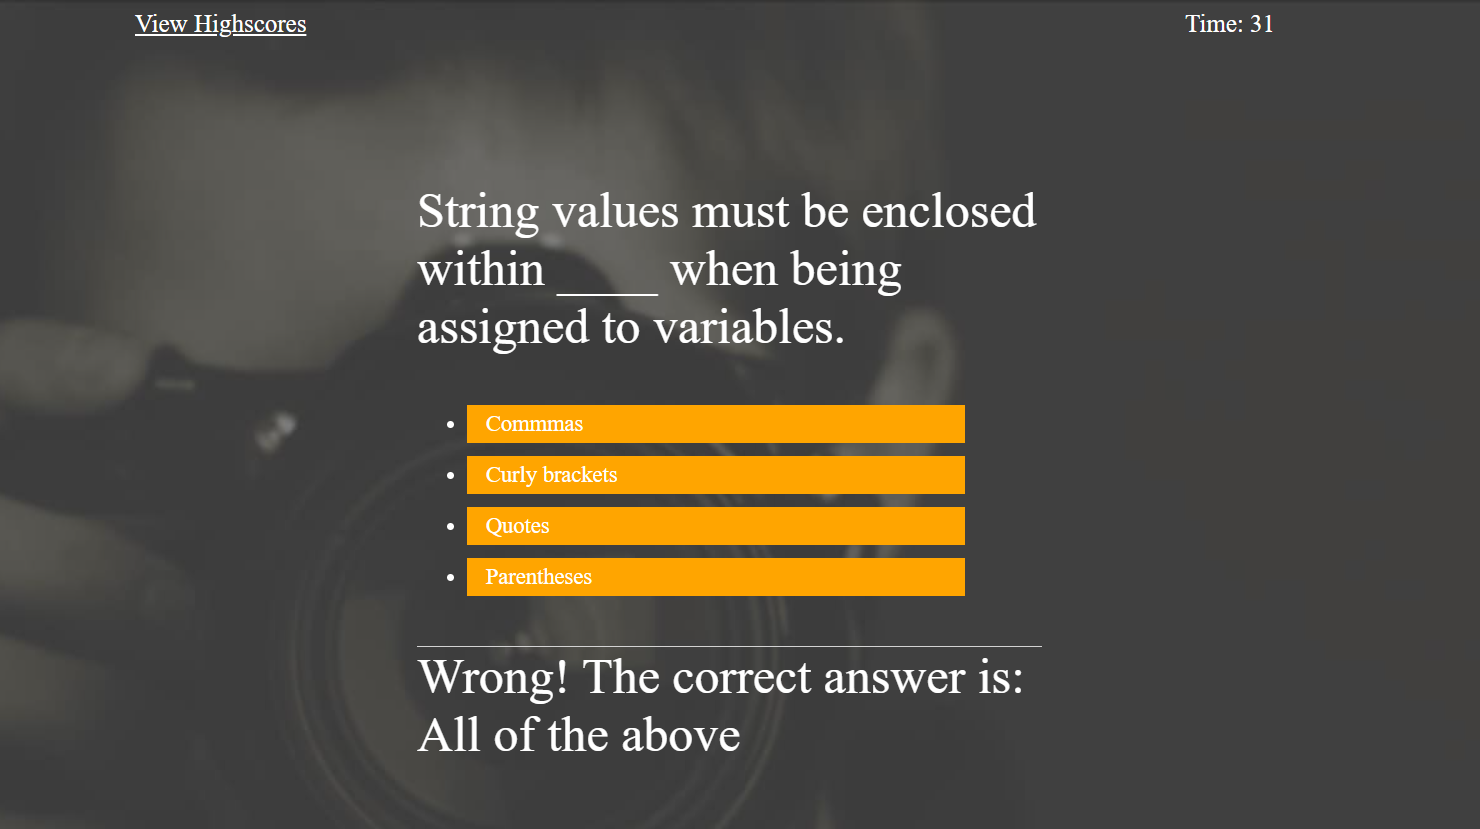 View Highscores
Time: 31
String values must be enclosed
within ____ when being
assigned to variables.
Commmas
Curly brackets
Quotes
Parentheses
Wrong! The correct answer is:
All of the above